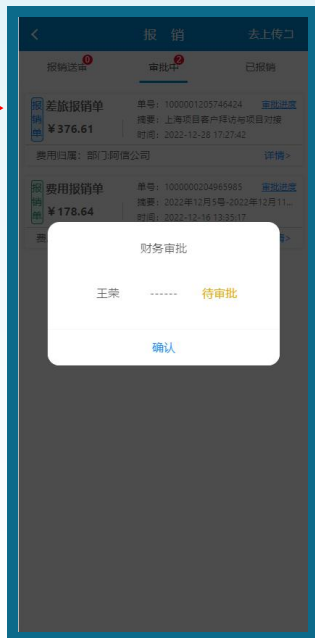 报 销
去上传
报销送审 0
审批中 2
已报销
报销单
差旅报销单
¥376.61
单号：1000001205746424 审批进度
摘要：上海项目客户拜访与项目对接
时间：2022-12-28 17:27:42
费用归属：部门阿信公司 详情>
报销单
费用报销单
¥178.64
单号：1000000204965985 审批进度
摘要：2022年12月5号-2022年12月11...
时间：2022-12-16 13:35:17
费
财务审批
王荣 ------ 待审批
确认